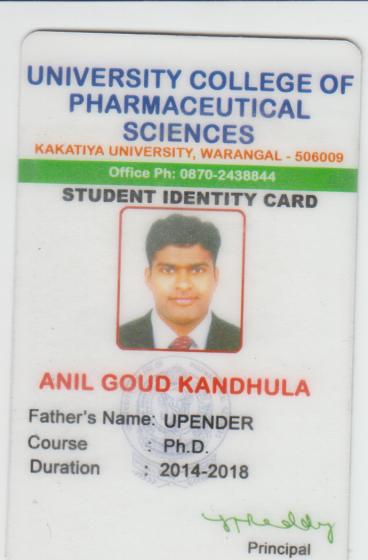 UNIVERSITY COLLEGE OF
PHARMACEUTICAL
SCIENCES
KAKATIYA UNIVERSITY, WARANGAL - 506009
Office Ph: 0870-2438844
STUDENT IDENTITY CARD
ANIL GOUD KANDHULA
Father's Name: UPENDER
Course : Ph.D.
Duration : 2014-2018
Principal